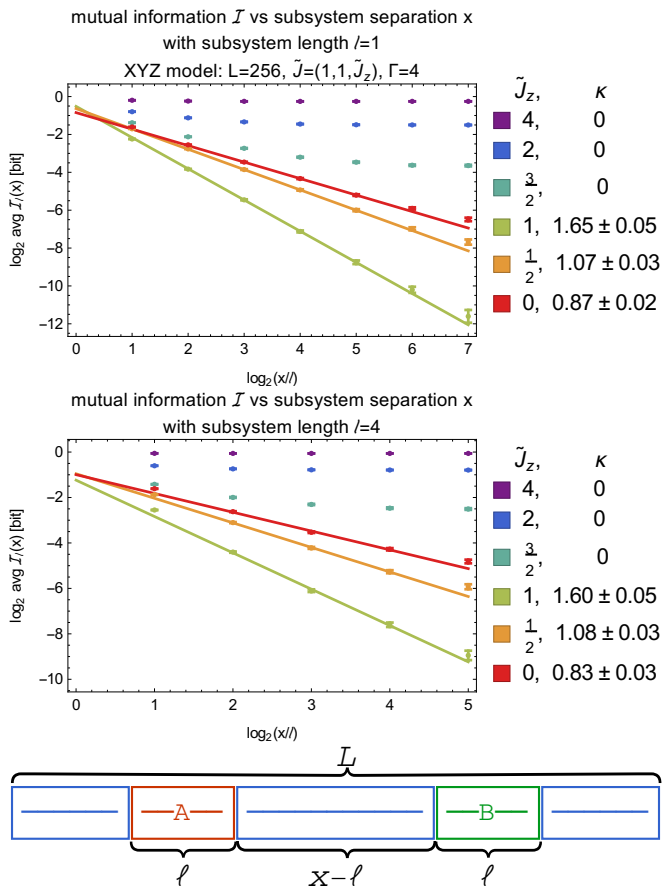 mutual information I vs subsystem separation x
with subsystem length l=1
XYZ model: L=256, J̃=(1,1,J̃z), Γ=4
log₂ avg Iₗ(x) [bit]
0
-2
-4
-6
-8
-10
-12
0 1 2 3 4 5 6 7
log₂(x/l)
J̃z, κ
4, 0
2, 0
3/2, 0
1, 1.65 ± 0.05
1/2, 1.07 ± 0.03
0, 0.87 ± 0.02
mutual information I vs subsystem separation x
with subsystem length l=4
log₂ avg Iₗ(x) [bit]
0
-2
-4
-6
-8
-10
0 1 2 3 4 5
log₂(x/l)
J̃z, κ
4, 0
2, 0
3/2, 0
1, 1.60 ± 0.05
1/2, 1.08 ± 0.03
0, 0.83 ± 0.03
L
A B
ℓ x-ℓ ℓ